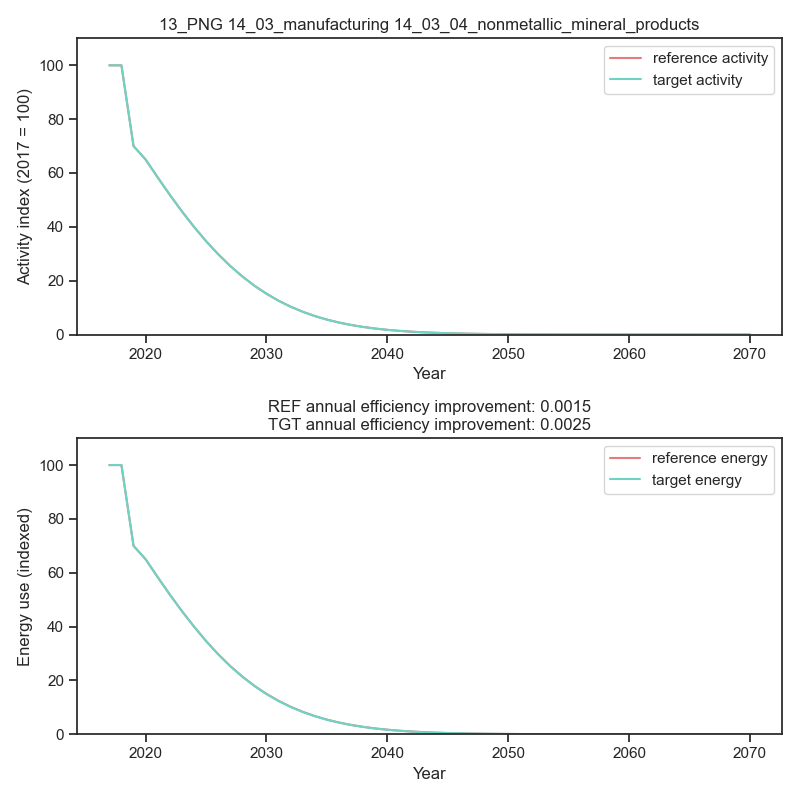 13_PNG 14_03_manufacturing 14_03_04_nonmetallic_mineral_products
reference activity
target activity
Activity index (2017 = 100)
100
80
60
40
20
0
2020 2030 2040 2050 2060 2070
Year
REF annual efficiency improvement: 0.0015
TGT annual efficiency improvement: 0.0025
reference energy
target energy
Energy use (indexed)
100
80
60
40
20
0
2020 2030 2040 2050 2060 2070
Year